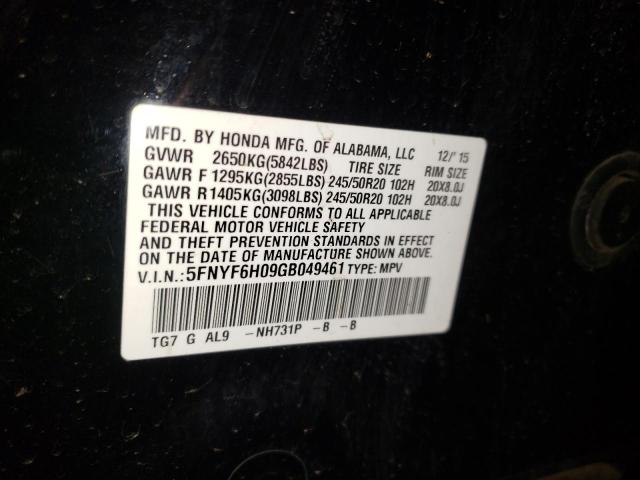 MFD. BY HONDA MFG. OF ALABAMA, LLC 12/'15
GVWR 2650KG(5842LBS) TIRE SIZE RIM SIZE
GAWR F 1295KG(2855LBS) 245/50R20 102H 20X8.0J
GAWR R1405KG(3098LBS) 245/50R20 102H 20X8.0J
THIS VEHICLE CONFORMS TO ALL APPLICABLE
FEDERAL MOTOR VEHICLE SAFETY
AND THEFT PREVENTION STANDARDS IN EFFECT
ON THE DATE OF MANUFACTURE SHOWN ABOVE.
V.I.N.:5FNYF6H09GB049461 TYPE: MPV
TG7 G AL9 -NH731P -B -B